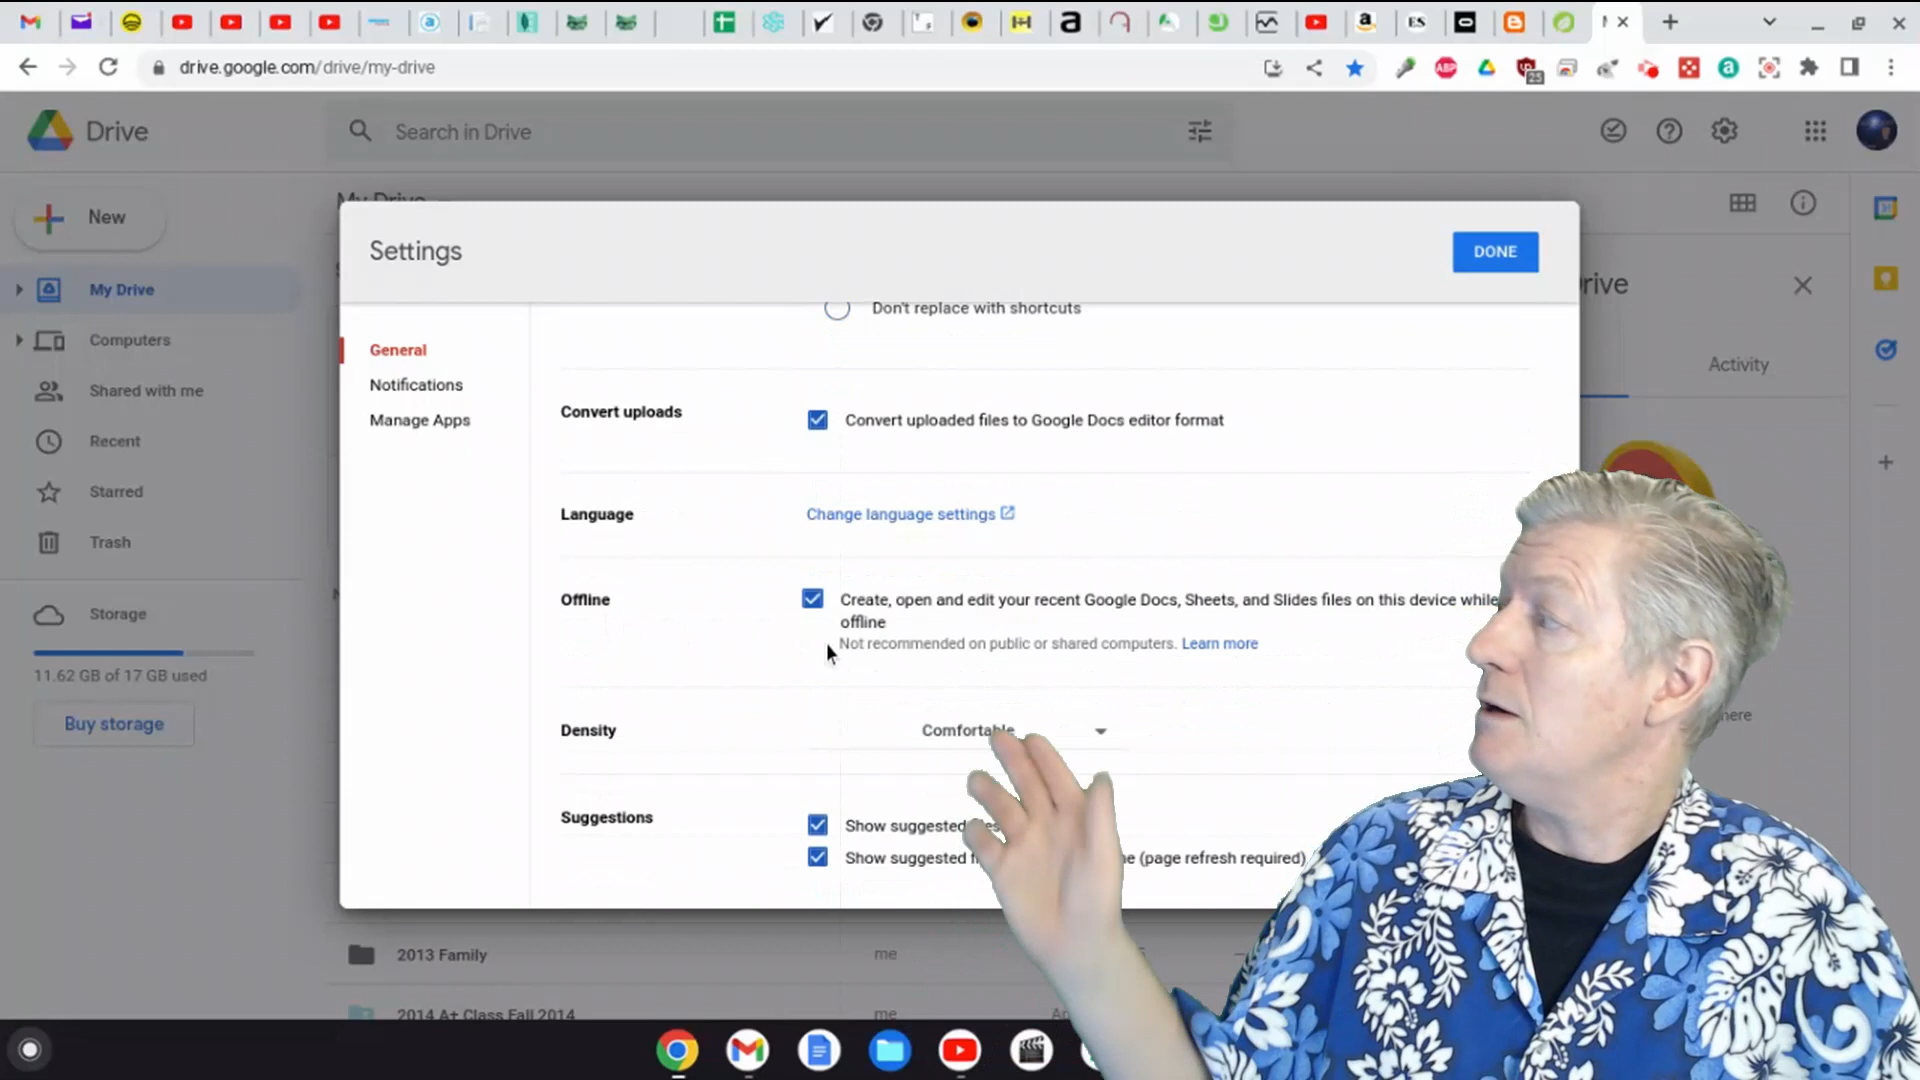 drive.google.com/drive/my-drive
ABP
25
Drive
Search in Drive
New
My Drive
Computers
Shared with me
Recent
Starred
Trash
Storage
11.62 GB of 17 GB used
Buy storage
My Drive
Settings
DONE
General
Notifications
Manage Apps
Don't replace with shortcuts
Convert uploads
Convert uploaded files to Google Docs editor format
Language
Change language settings
Offline
Create, open and edit your recent Google Docs, Sheets, and Slides files on this device while
offline
Not recommended on public or shared computers. Learn more
Density
Comfortable
Suggestions
Show suggested
Show suggested (page refresh required)
Activity
2013 Family
me
2014 A+ Class Fall 2014
me